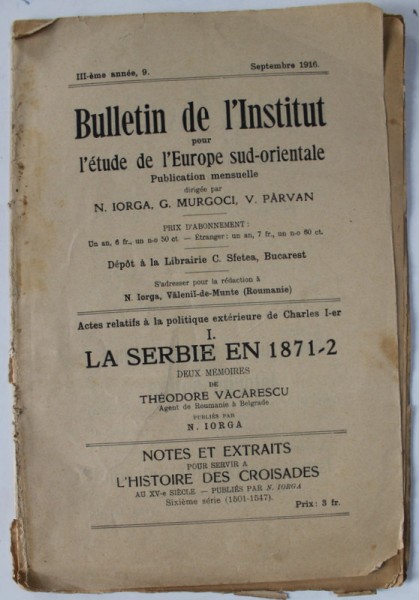 III-ème année, 9. Septembre 1916.
Bulletin de l'Institut
pour
l'étude de l'Europe sud-orientale
Publication mensuelle
dirigée par
N. IORGA, G. MURGOCI, V. PÂRVAN
PRIX D'ABONNEMENT:
Un an, 6 fr., un n-o 50 ct. — Etranger: un an, 7 fr., un n-o 60 ct.
Dépôt à la Librairie C. Sfetea, Bucarest
S'adresser pour la rédaction à
N. Iorga, Vălenii-de-Munte (Roumanie)
Actes relatifs à la politique extérieure de Charles I-er
I.
LA SERBIE EN 1871-2
DEUX MÉMOIRES
DE
THÉODORE VĂCĂRESCU
Agent de Roumanie à Belgrade
PUBLIÉS PAR
N. IORGA
NOTES ET EXTRAITS
POUR SERVIR A
L'HISTOIRE DES CROISADES
AU XV-e SIÈCLE. — PUBLIÉS PAR N. IORGA
Sixième série (1501-1547).
Prix: 3 fr.